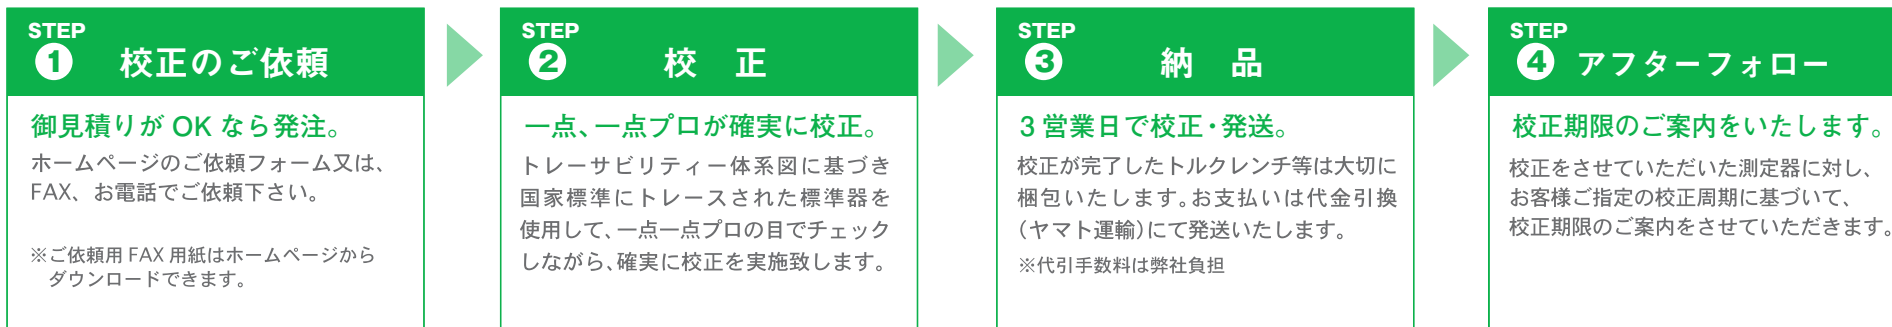 STEP
1 校正のご依頼
御見積りが OK なら発注。
ホームページのご依頼フォーム又は、
FAX、お電話でご依頼下さい。
※ご依頼用 FAX 用紙はホームページから
ダウンロードできます。
STEP
2 校　正
一点、一点プロが確実に校正。
トレーサビリティー体系図に基づき
国家標準にトレースされた標準器を
使用して、一点一点プロの目でチェック
しながら、確実に校正を実施致します。
STEP
3 納　品
3 営業日で校正・発送。
校正が完了したトルクレンチ等は大切に
梱包いたします。お支払いは代金引換
（ヤマト運輸）にて発送いたします。
※代引手数料は弊社負担
STEP
4 アフターフォロー
校正期限のご案内をいたします。
校正をさせていただいた測定器に対し、
お客様ご指定の校正周期に基づいて、
校正期限のご案内をさせていただきます。